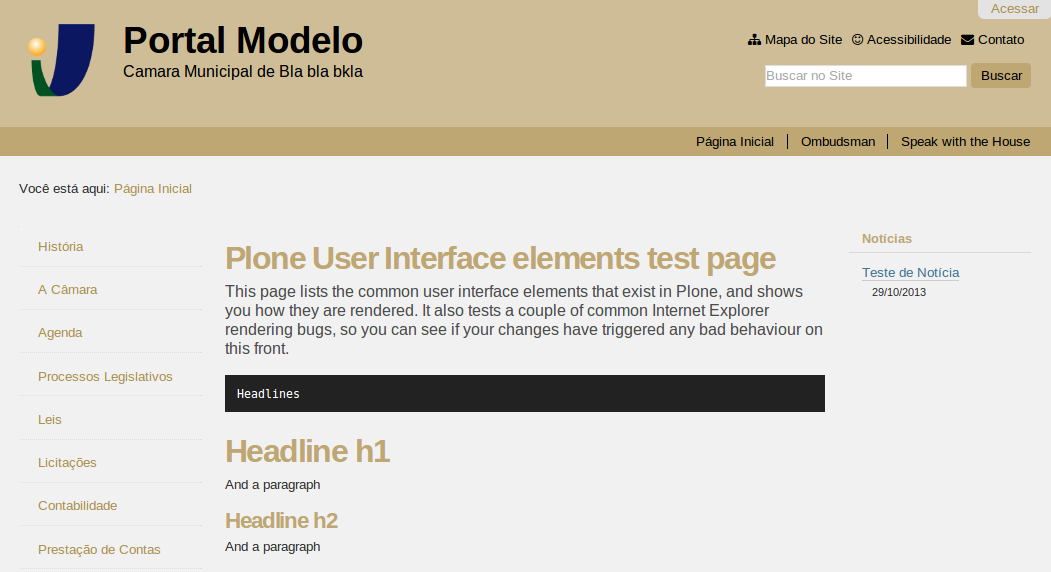 Acessar
Portal Modelo
Camara Municipal de Bla bla bkla
Mapa do Site Acessibilidade Contato
Buscar no Site Buscar
Página Inicial Ombudsman Speak with the House
Você está aqui: Página Inicial
História
A Câmara
Agenda
Processos Legislativos
Leis
Licitações
Contabilidade
Prestação de Contas
Plone User Interface elements test page
This page lists the common user interface elements that exist in Plone, and shows
you how they are rendered. It also tests a couple of common Internet Explorer
rendering bugs, so you can see if your changes have triggered any bad behaviour on
this front.
Headlines
Headline h1
And a paragraph
Headline h2
And a paragraph
Notícias
Teste de Notícia
29/10/2013